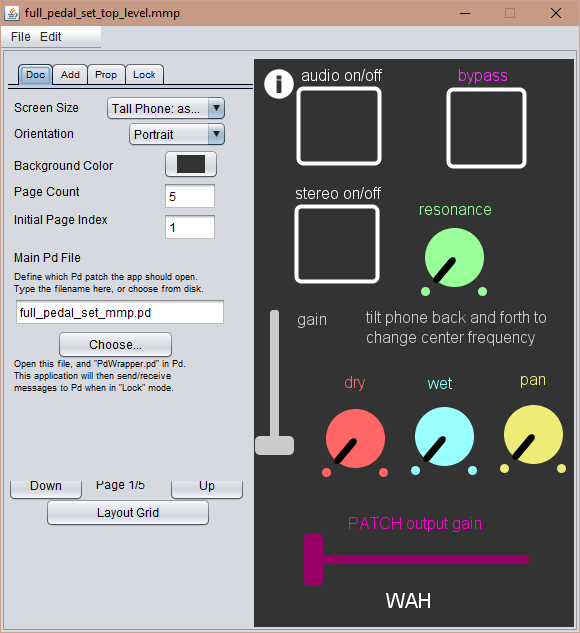 full_pedal_set_top_level.mmp
File Edit
Doc Add Prop Lock
Screen Size Tall Phone: as...
Orientation Portrait
Background Color
Page Count 5
Initial Page Index 1
Main Pd File
Define which Pd patch the app should open.
Type the filename here, or choose from disk.
full_pedal_set_mmp.pd
Choose...
Open this file, and "PdWrapper.pd" in Pd.
This application will then send/receive
messages to Pd when in "Lock" mode.
Down Page 1/5 Up
Layout Grid
i
audio on/off bypass
stereo on/off
resonance
gain
tilt phone back and forth to
change center frequency
dry wet pan
PATCH output gain
WAH